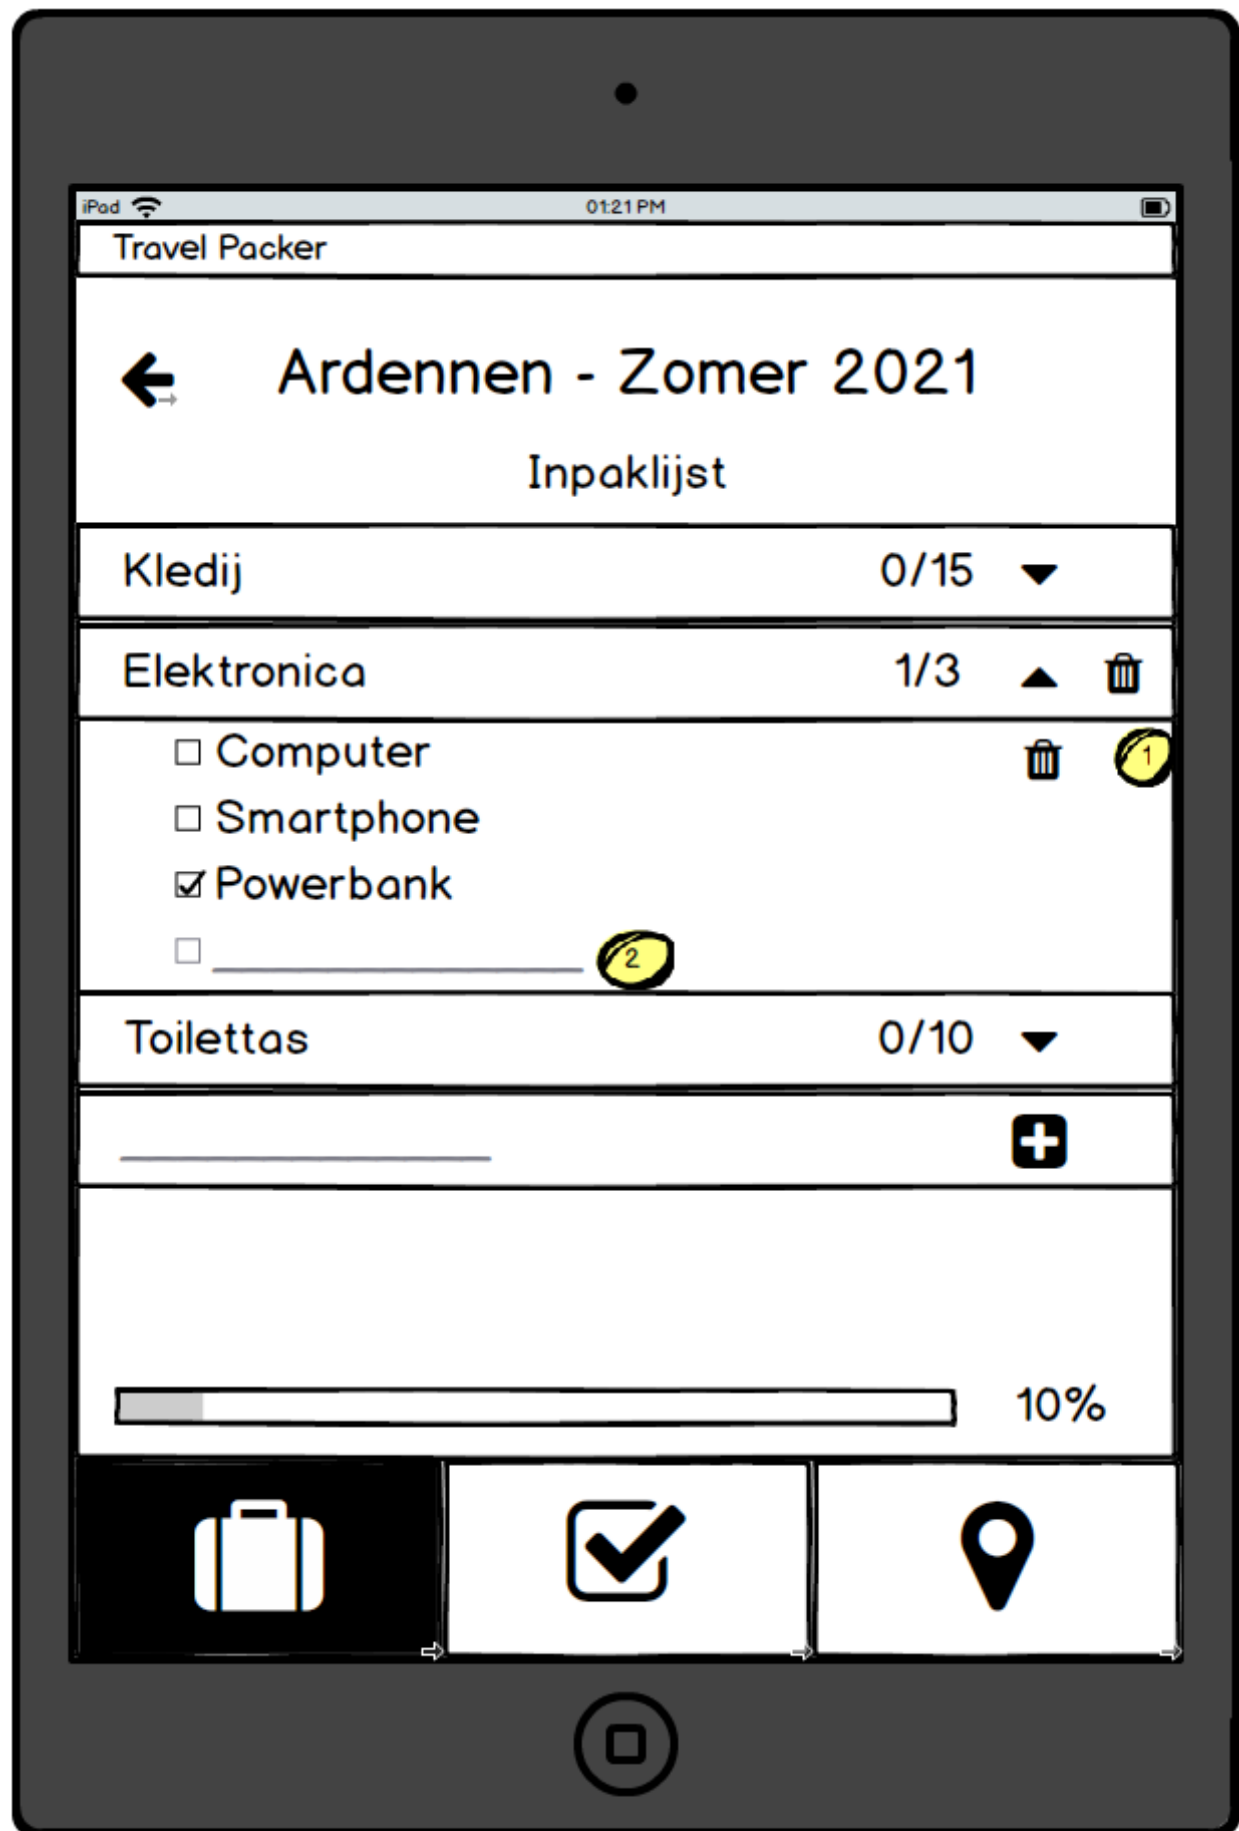 iPad 01:21 PM
Travel Packer
Ardennen - Zomer 2021
Inpaklijst
Kledij 0/15
Elektronica 1/3
Computer 1
Smartphone
Powerbank
2
Toilettas 0/10
10%